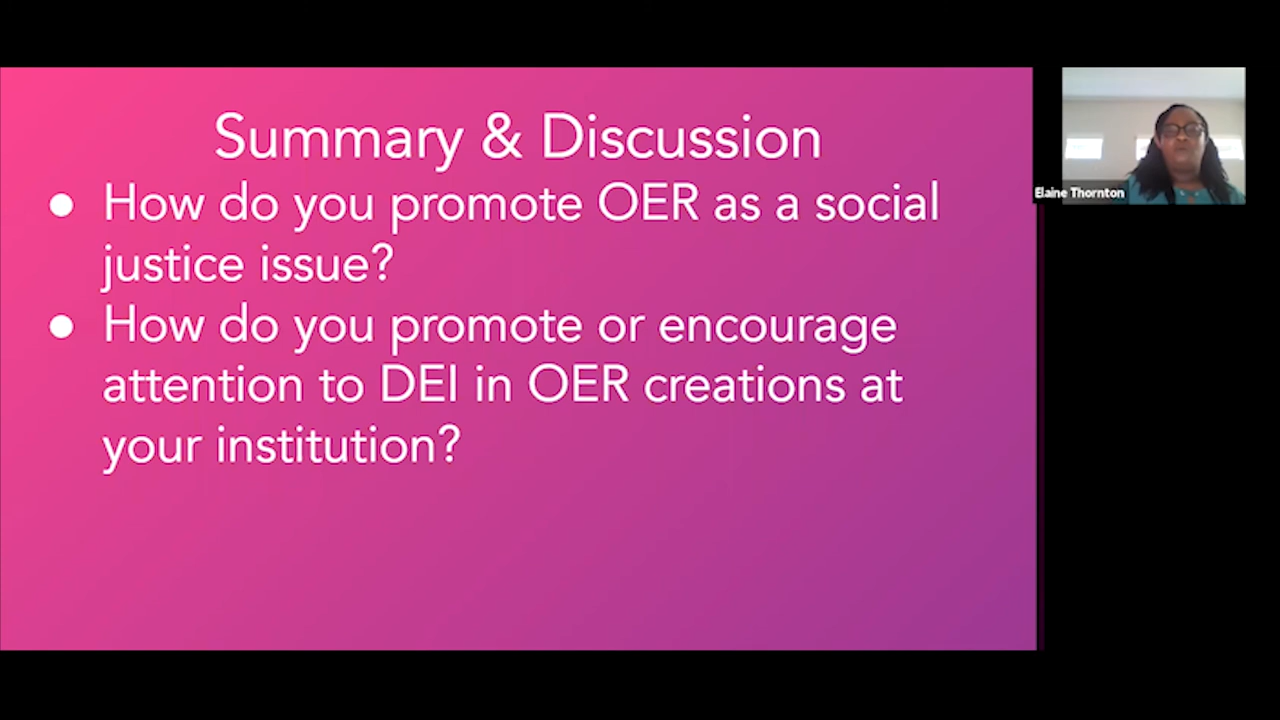 Summary & Discussion
● How do you promote OER as a social
justice issue?
● How do you promote or encourage
attention to DEI in OER creations at
your institution?
Elaine Thornton